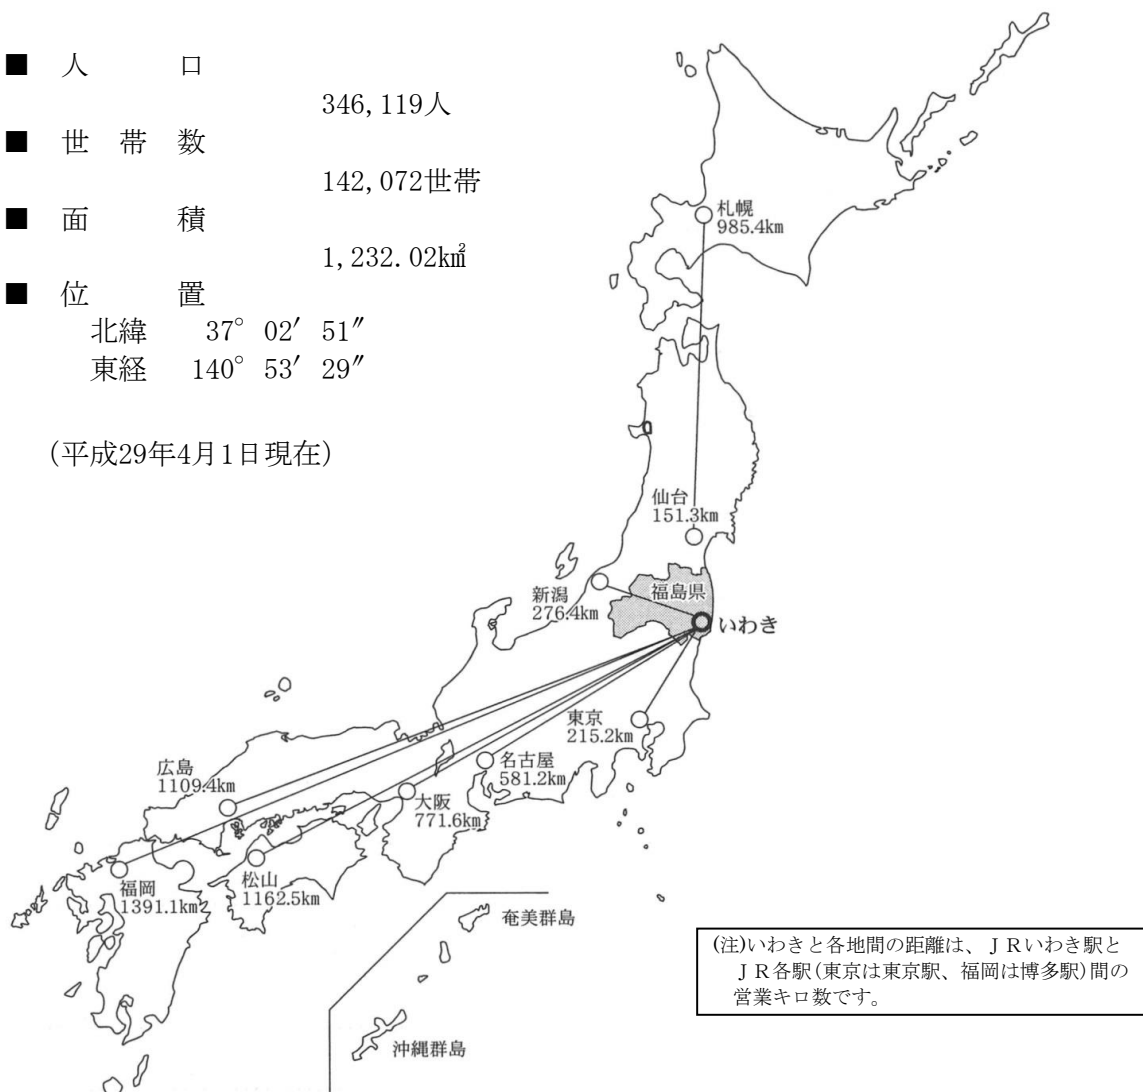 ■ 人 口
346,119人
■ 世 帯 数
142,072世帯
■ 面 積
1,232.02k㎡
■ 位 置
北緯 37° 02′ 51″
東経 140° 53′ 29″
(平成29年4月1日現在)
札幌
985.4km
仙台
151.3km
新潟
276.4km
福島県
いわき
東京
215.2km
名古屋
581.2km
広島
1109.4km
大阪
771.6km
松山
1162.5km
福岡
1391.1km
奄美群島
沖縄群島
(注)いわきと各地間の距離は、ＪＲいわき駅と
ＪＲ各駅(東京は東京駅、福岡は博多駅)間の
営業キロ数です。